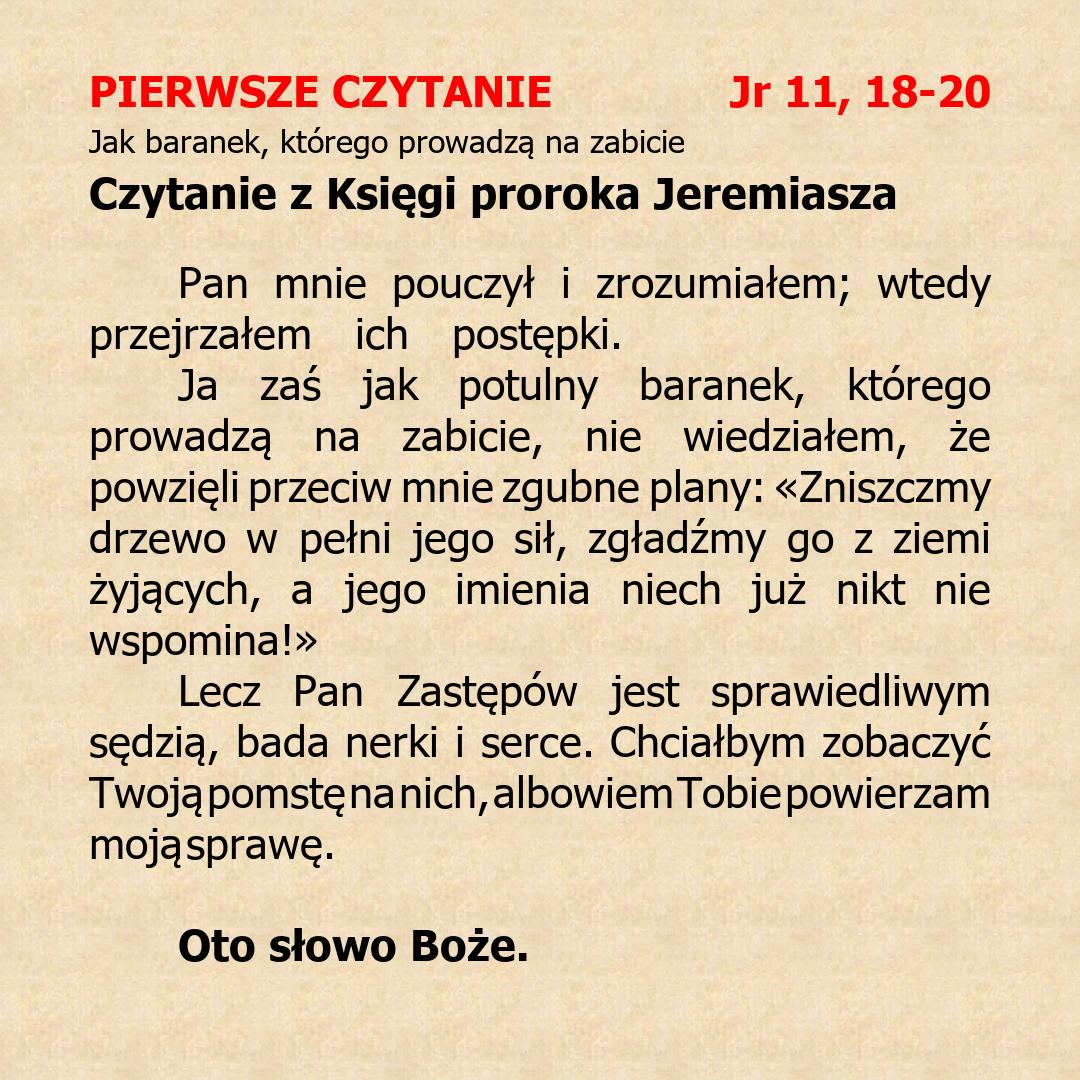 PIERWSZE CZYTANIE Jr 11, 18-20
Jak baranek, którego prowadzą na zabicie
Czytanie z Księgi proroka Jeremiasza
Pan mnie pouczył i zrozumiałem; wtedy
przejrzałem ich postępki.
Ja zaś jak potulny baranek, którego
prowadzą na zabicie, nie wiedziałem, że
powzięli przeciw mnie zgubne plany: «Zniszczmy
drzewo w pełni jego sił, zgładźmy go z ziemi
żyjących, a jego imienia niech już nikt nie
wspomina!»
Lecz Pan Zastępów jest sprawiedliwym
sędzią, bada nerki i serce. Chciałbym zobaczyć
Twoją pomstę na nich, albowiem Tobie powierzam
moją sprawę.
Oto słowo Boże.